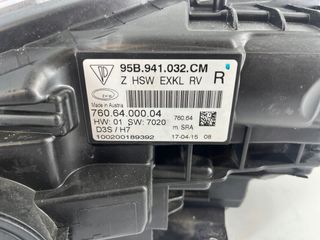 95B.941.032.CM
Z HSW EXKL RV R
Made in Austria
760.64.000.04
760.64
HW: 01 SW: 7020
D3S / H7
m. SRA
100200189392
17-04-15 08